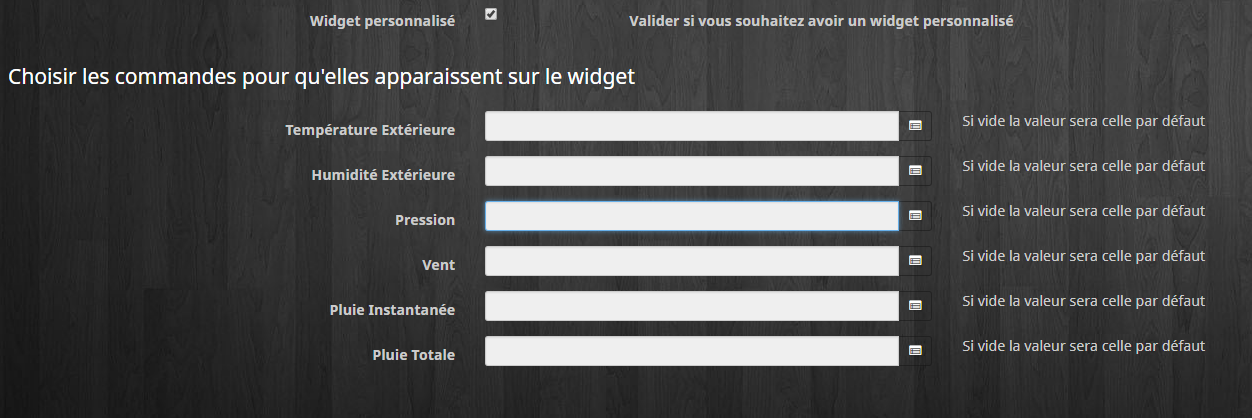 Widget personnalisé Valider si vous souhaitez avoir un widget personnalisé
Choisir les commandes pour qu'elles apparaissent sur le widget
Température Extérieure Si vide la valeur sera celle par défaut
Humidité Extérieure Si vide la valeur sera celle par défaut
Pression Si vide la valeur sera celle par défaut
Vent Si vide la valeur sera celle par défaut
Pluie Instantanée Si vide la valeur sera celle par défaut
Pluie Totale Si vide la valeur sera celle par défaut